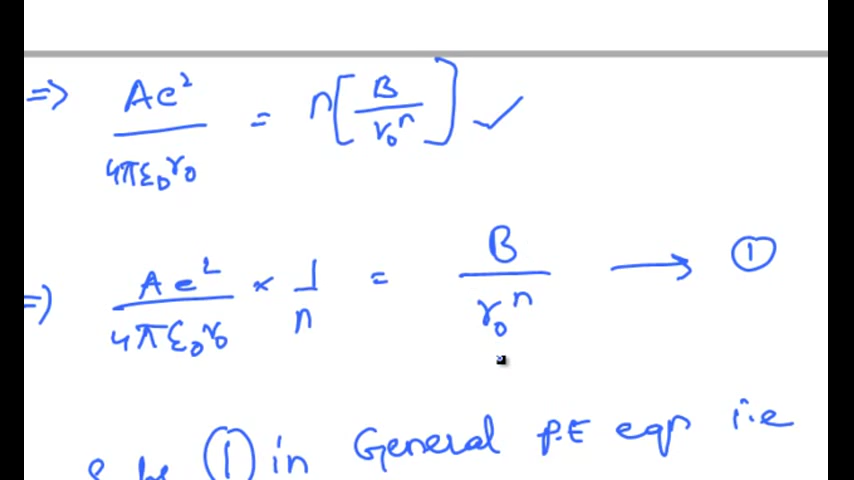 => Ae²/4πε₀r₀ = n[B/r₀ⁿ] ✓
=> Ae²/4πε₀r₀ × 1/n = B/r₀ⁿ → ①
① in General P.E eqn i.e